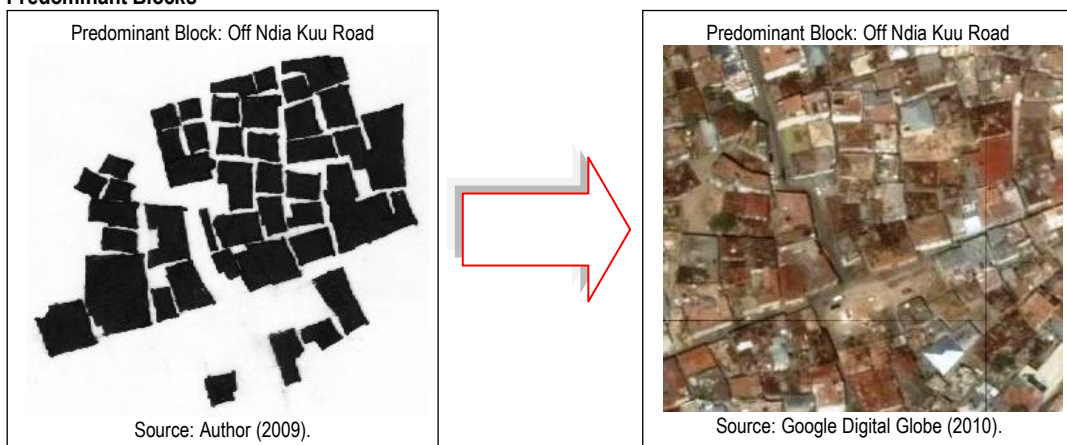 Predominant Blocks
Predominant Block: Off Ndia Kuu Road
Source: Author (2009).
Predominant Block: Off Ndia Kuu Road
Source: Google Digital Globe (2010).